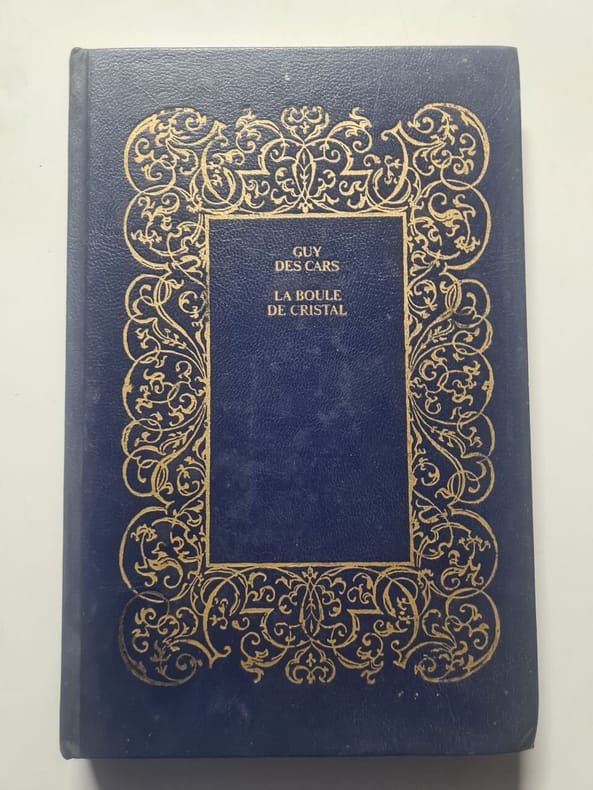 GUY
DES CARS
LA BOULE
DE CRISTAL